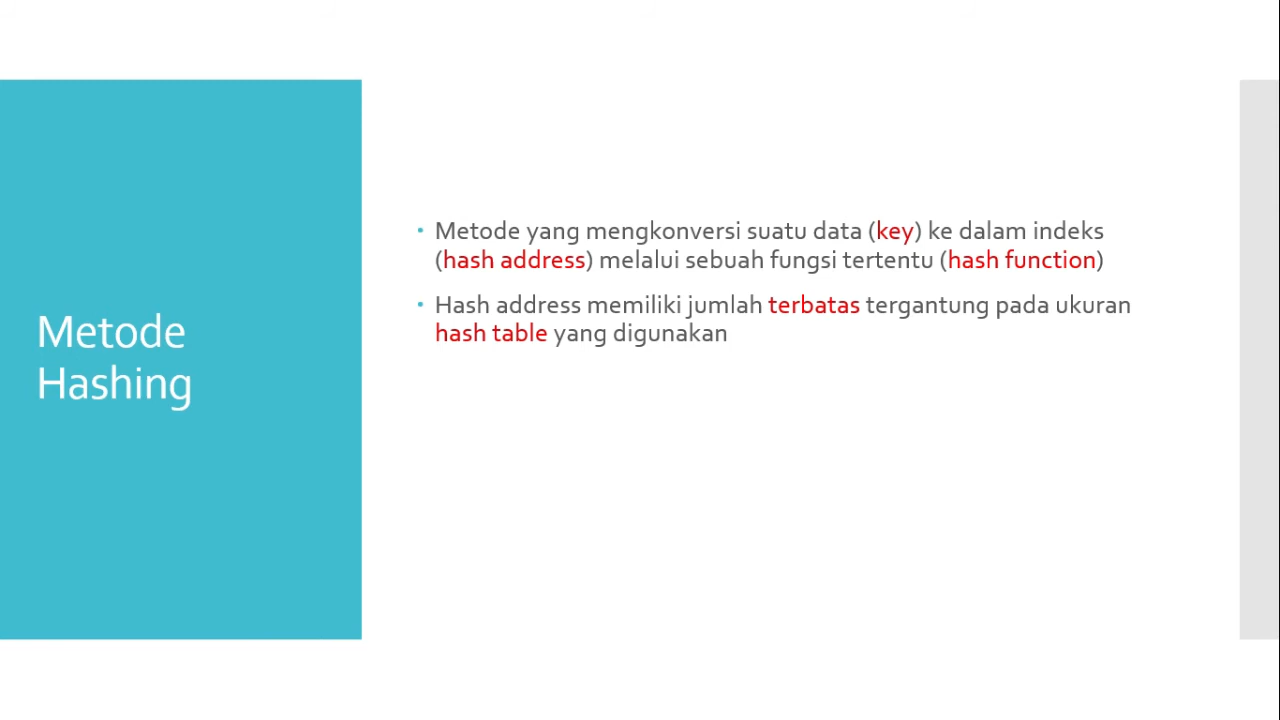 Metode
Hashing
• Metode yang mengkonversi suatu data (key) ke dalam indeks
(hash address) melalui sebuah fungsi tertentu (hash function)
• Hash address memiliki jumlah terbatas tergantung pada ukuran
hash table yang digunakan